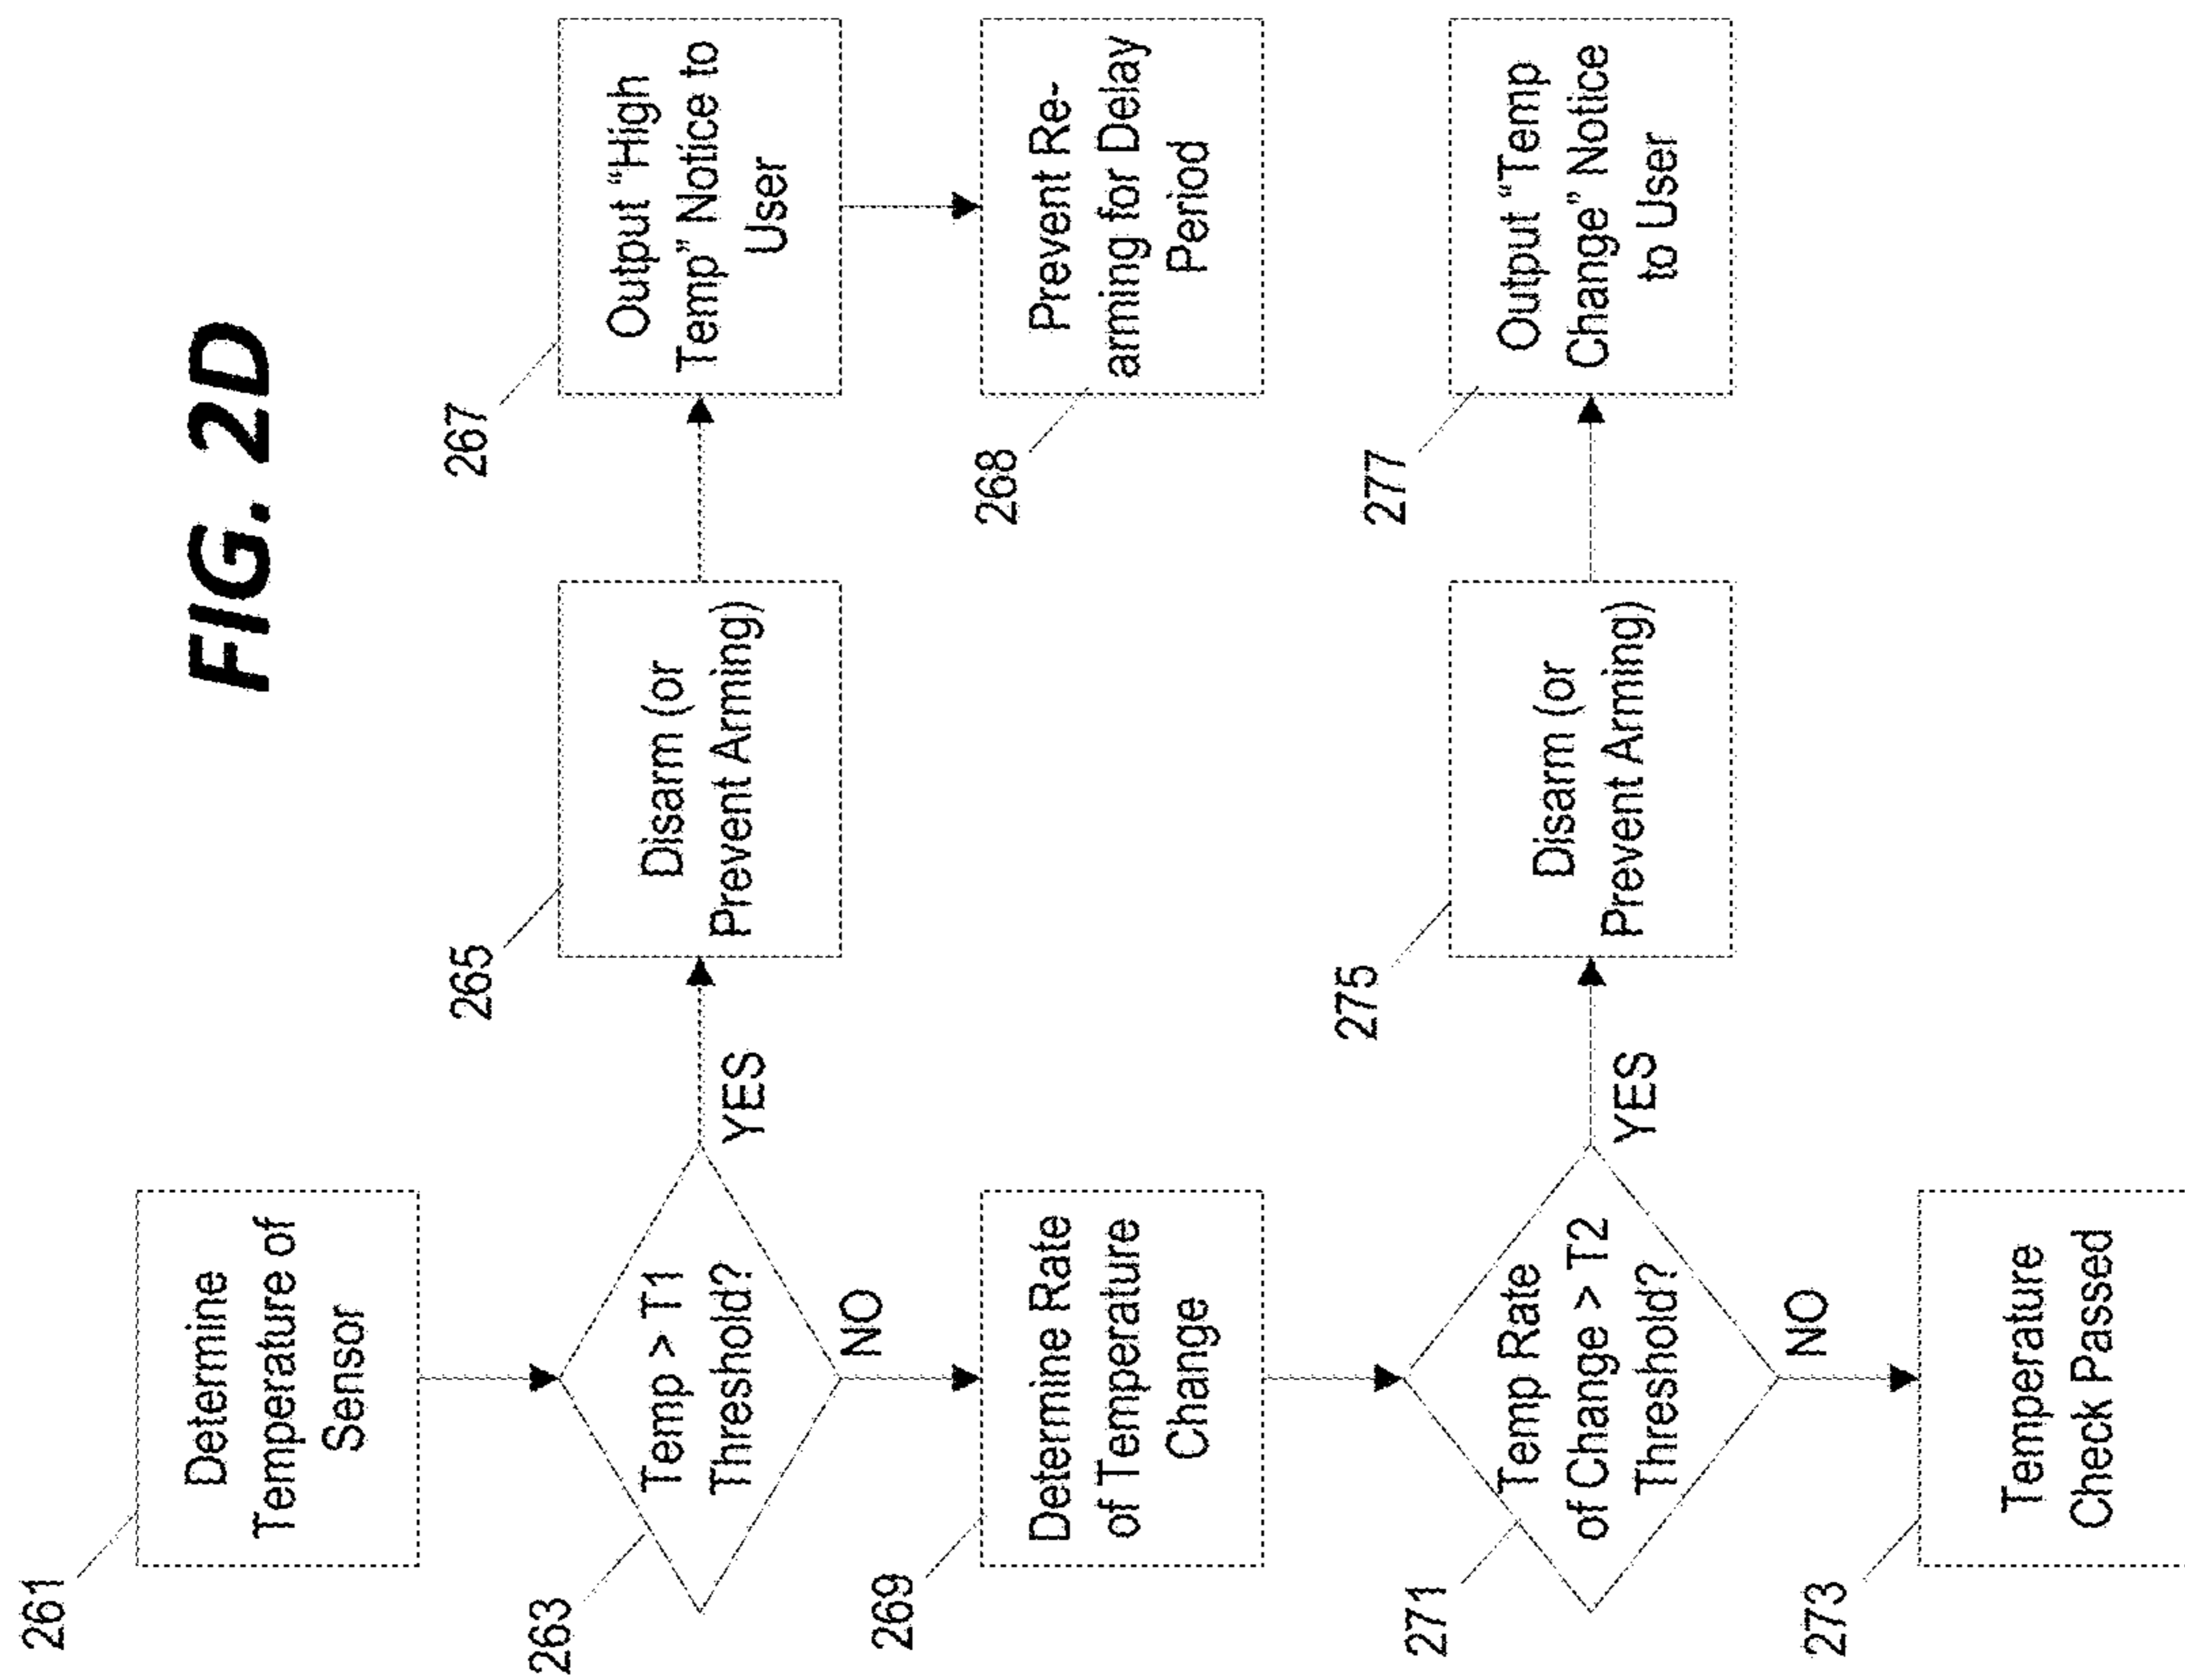 FIG. 2D
261
Determine
Temperature of
Sensor
263
Temp > T1
Threshold?
YES
NO
265
Disarm (or
Prevent Arming)
267
Output “High
Temp” Notice to
User
268
Prevent Re-
arming for Delay
Period
269
Determine Rate
of Temperature
Change
271
Temp Rate
of Change > T2
Threshold?
YES
NO
275
Disarm (or
Prevent Arming)
277
Output “Temp
Change” Notice
to User
273
Temperature
Check Passed